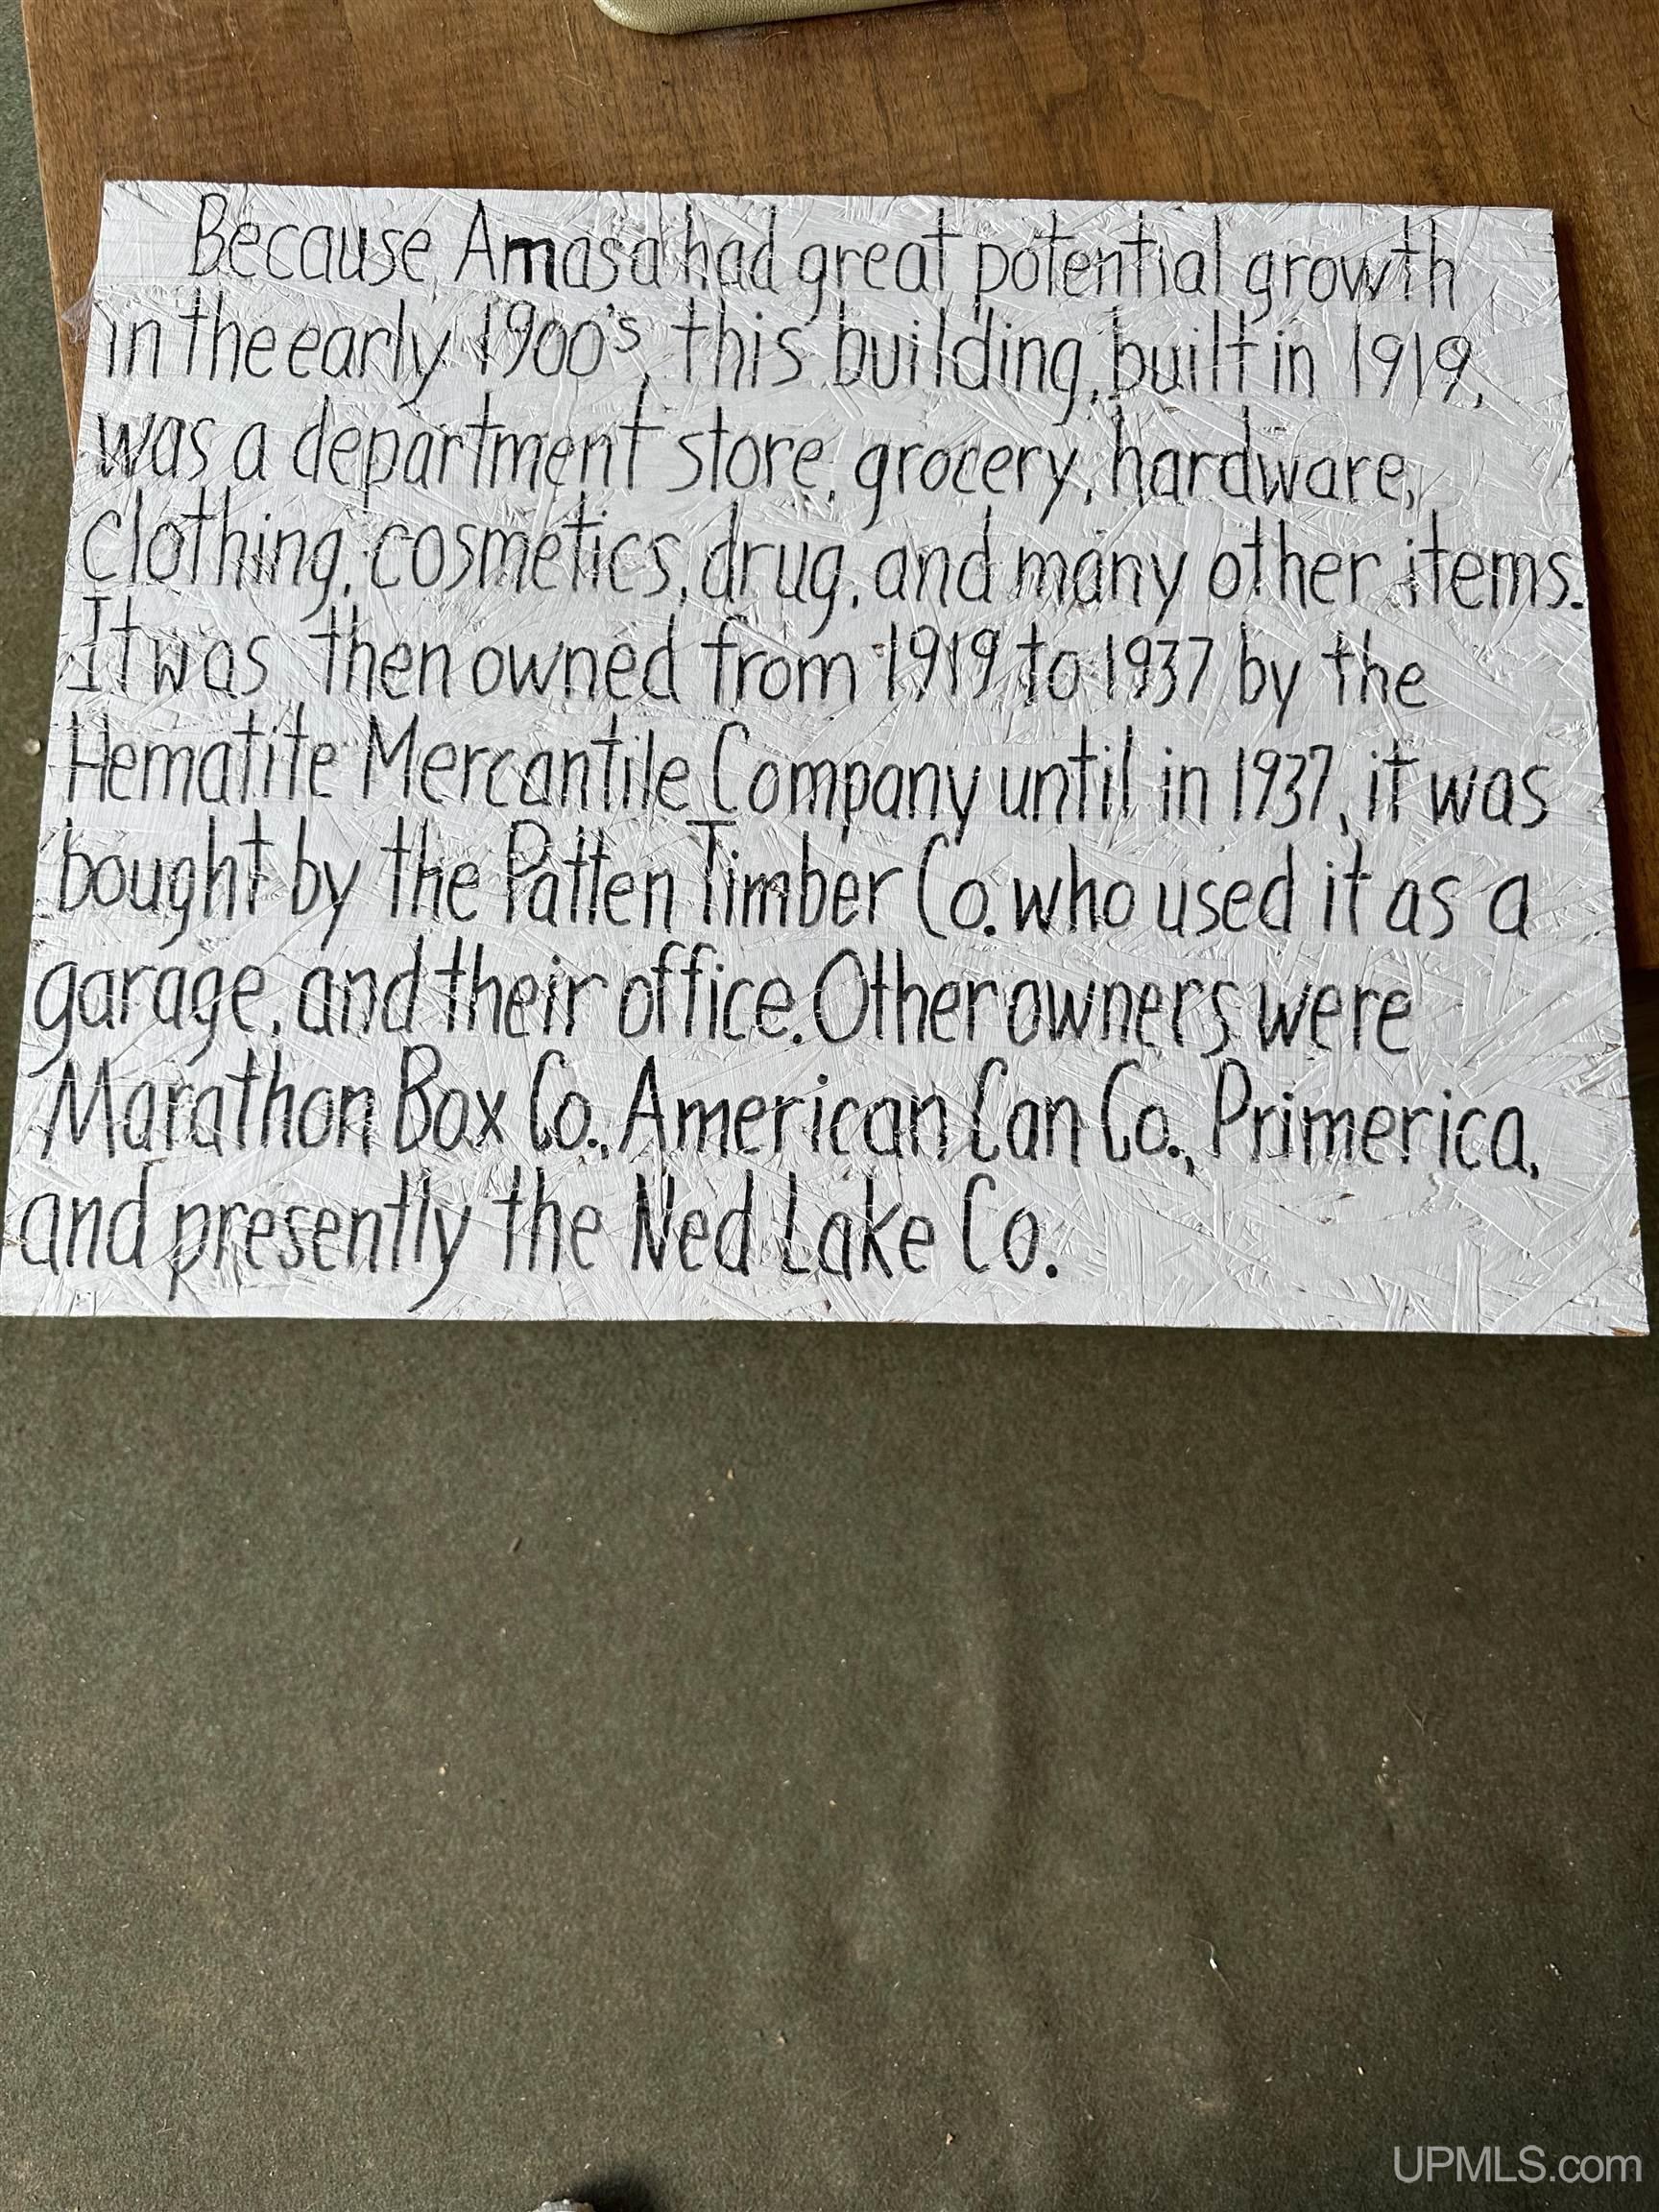 Because Amasa had great potential growth
in the early 1900's, this building, built in 1919,
was a department store, grocery, hardware,
clothing, cosmetics, drug, and many other items.
It was then owned from 1919 to 1937 by the
Hematite Mercantile Company until in 1937, it was
bought by the Patten Timber Co. who used it as a
garage, and their office. Other owners were
Marathon Box Co., American Can Co., Primerica,
and presently the Ned Lake Co.
UPMLS.com